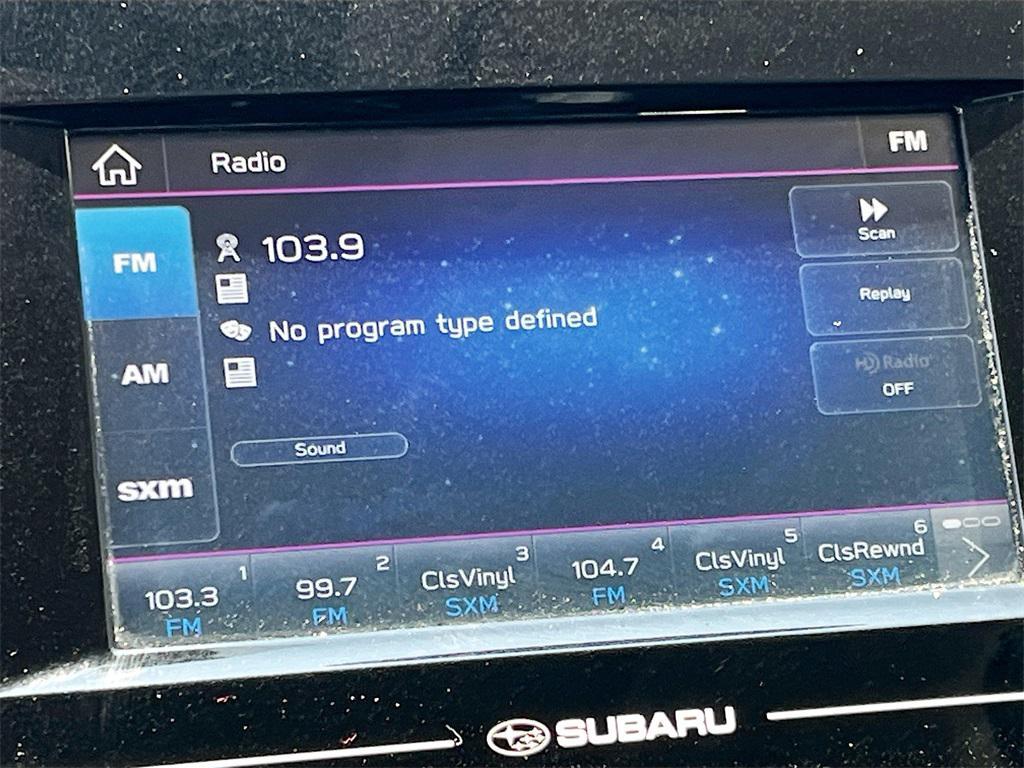 Radio
FM
FM
AM
sxm
103.9
No program type defined
Sound
Scan
Replay
HD Radio
OFF
1
103.3
FM
2
99.7
FM
3
ClsVinyl
SXM
4
104.7
FM
5
ClsVinyl
SXM
6
ClsRewnd
SXM
SUBARU